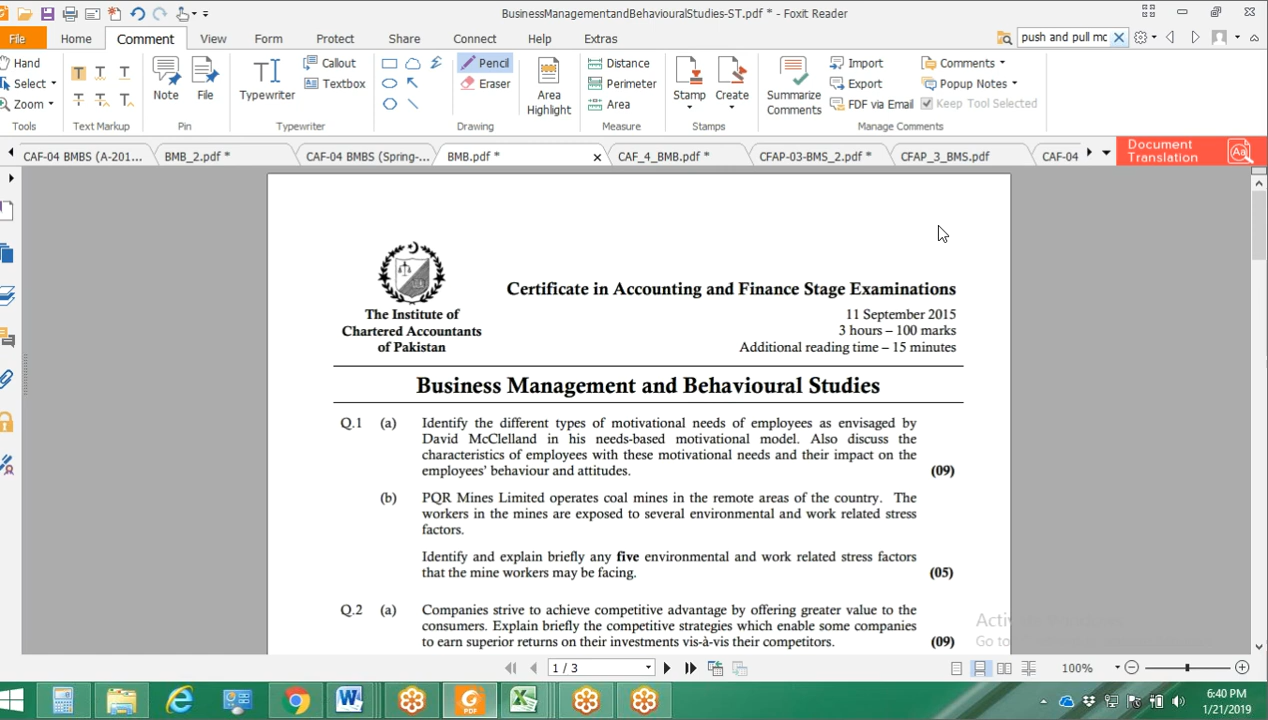 BusinessManagementandBehaviouralStudies-ST.pdf * - Foxit Reader
File Home Comment View Form Protect Share Connect Help Extras
push and pull mo
Hand
Select
Zoom
Tools
Text Markup
Note
File
Pin
Typewriter
Callout
Textbox
Typewriter
Pencil
Eraser
Area
Highlight
Drawing
Distance
Perimeter
Area
Measure
Stamp
Create
Stamps
Summarize
Comments
Import
Export
FDF via Email
Comments
Popup Notes
Keep Tool Selected
Manage Comments
CAF-04 BMBS (A-201... BMB_2.pdf * CAF-04 BMBS (Spring-... BMB.pdf * CAF_4_BMB.pdf * CFAP-03-BMS_2.pdf * CFAP_3_BMS.pdf CAF-04
Document
Translation
The Institute of
Chartered Accountants
of Pakistan
Certificate in Accounting and Finance Stage Examinations
11 September 2015
3 hours – 100 marks
Additional reading time – 15 minutes
Business Management and Behavioural Studies
Q.1 (a) Identify the different types of motivational needs of employees as envisaged by
David McClelland in his needs-based motivational model. Also discuss the
characteristics of employees with these motivational needs and their impact on the
employees' behaviour and attitudes. (09)
(b) PQR Mines Limited operates coal mines in the remote areas of the country. The
workers in the mines are exposed to several environmental and work related stress
factors.
Identify and explain briefly any five environmental and work related stress factors
that the mine workers may be facing. (05)
Q.2 (a) Companies strive to achieve competitive advantage by offering greater value to the
consumers. Explain briefly the competitive strategies which enable some companies
to earn superior returns on their investments vis-à-vis their competitors. (09)
Go to
1 / 3
100%
6:40 PM
1/21/2019